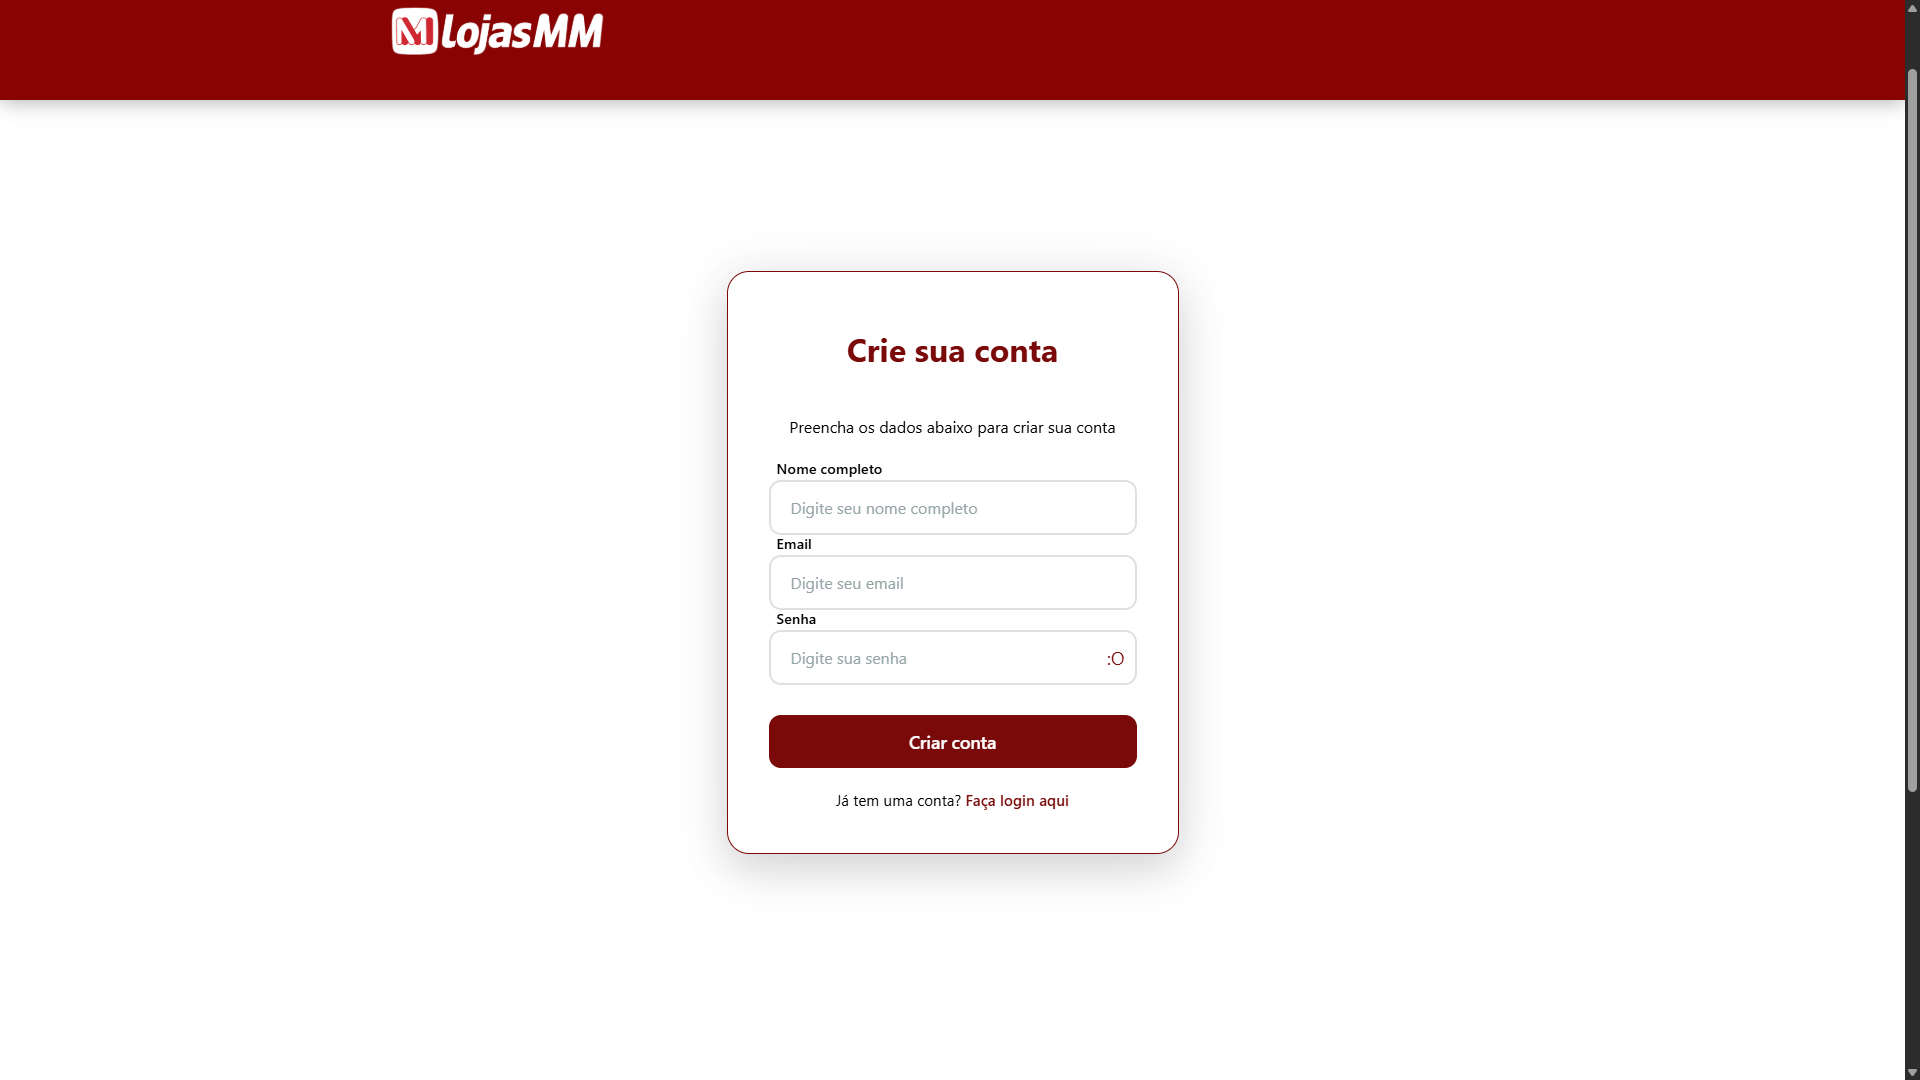 lojasMM
Crie sua conta
Preencha os dados abaixo para criar sua conta
Nome completo
Digite seu nome completo
Email
Digite seu email
Senha
Digite sua senha :O
Criar conta
Já tem uma conta? Faça login aqui